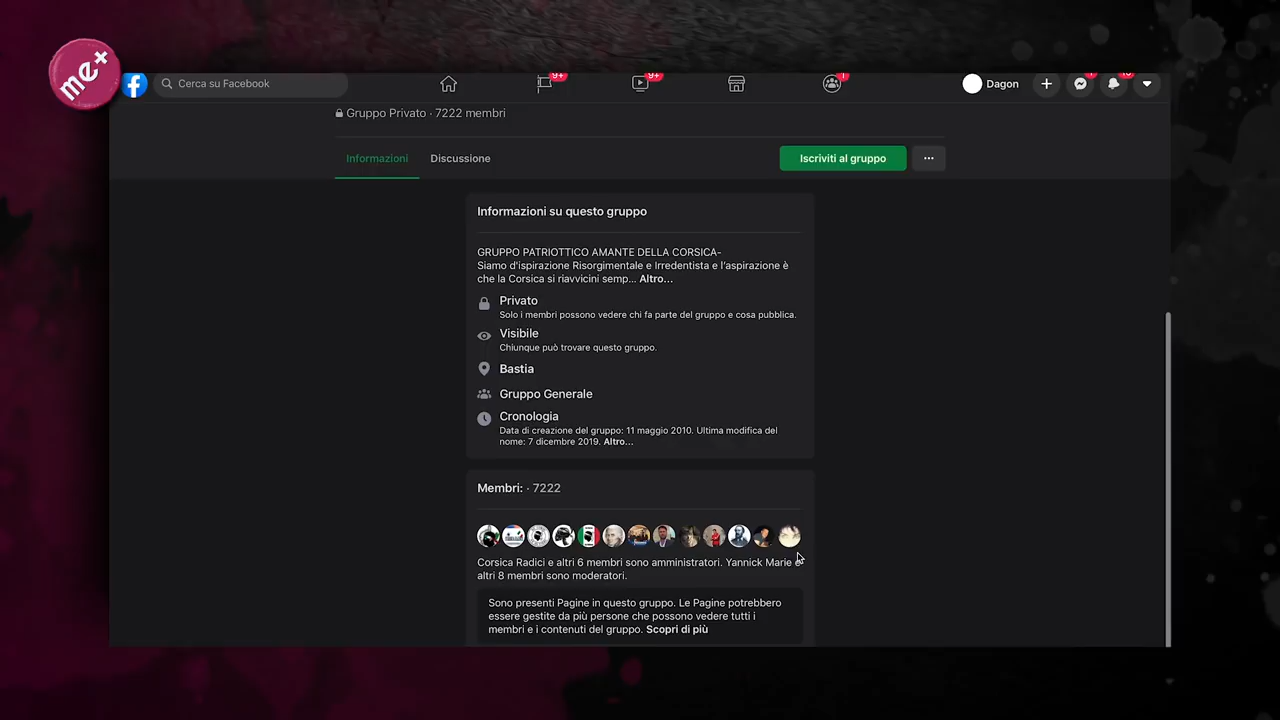 me+
Cerca su Facebook
9+
9+
1
Dagon
Gruppo Privato · 7222 membri
Informazioni
Discussione
Iscriviti al gruppo
Informazioni su questo gruppo
GRUPPO PATRIOTTICO AMANTE DELLA CORSICA-
Siamo d'ispirazione Risorgimentale e Irredentista e l'aspirazione è
che la Corsica si riavvicini semp... Altro...
Privato
Solo i membri possono vedere chi fa parte del gruppo e cosa pubblica.
Visibile
Chiunque può trovare questo gruppo.
Bastia
Gruppo Generale
Cronologia
Data di creazione del gruppo: 11 maggio 2010. Ultima modifica del
nome: 7 dicembre 2019. Altro...
Membri: · 7222
Corsica Radici e altri 6 membri sono amministratori. Yannick Marie e
altri 8 membri sono moderatori.
Sono presenti Pagine in questo gruppo. Le Pagine potrebbero
essere gestite da più persone che possono vedere tutti i
membri e i contenuti del gruppo. Scopri di più